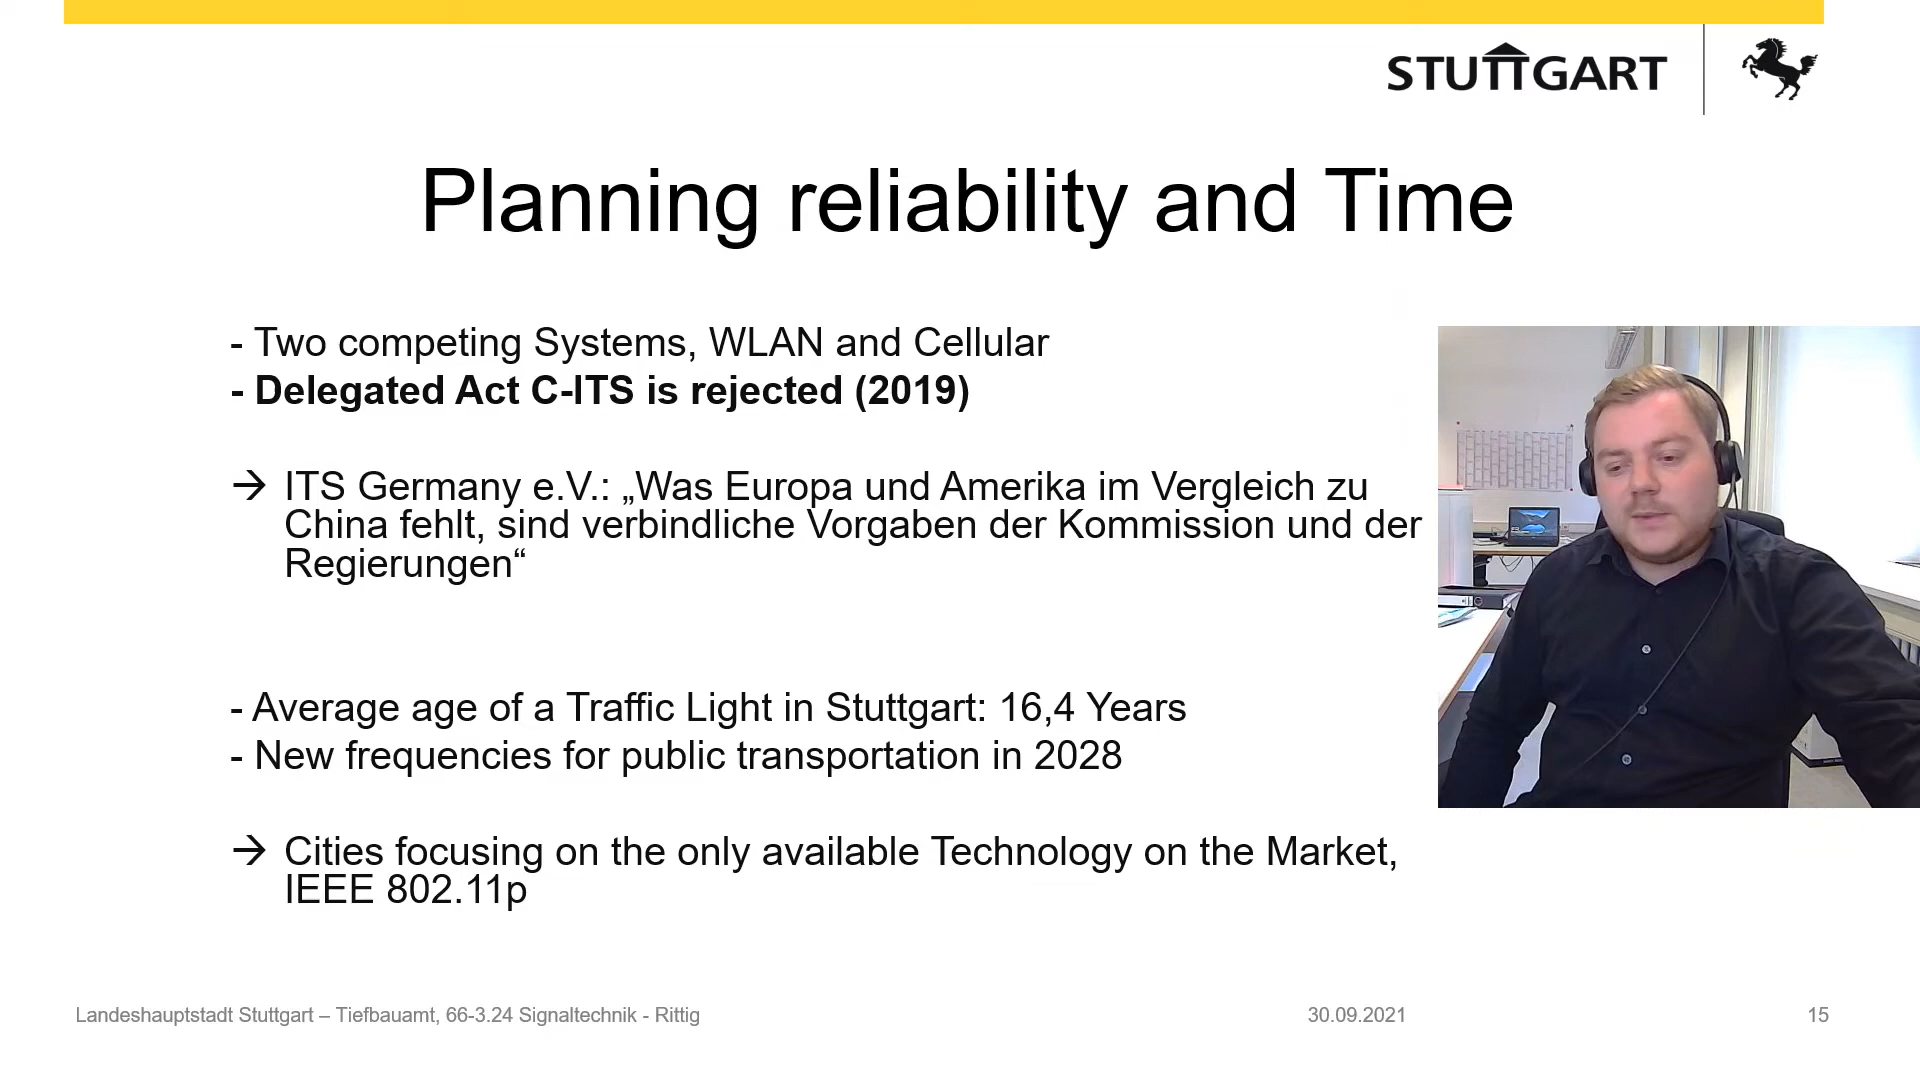 STUTTGART
Planning reliability and Time
- Two competing Systems, WLAN and Cellular
- Delegated Act C-ITS is rejected (2019)
→ ITS Germany e.V.: „Was Europa und Amerika im Vergleich zu
China fehlt, sind verbindliche Vorgaben der Kommission und der
Regierungen“
- Average age of a Traffic Light in Stuttgart: 16,4 Years
- New frequencies for public transportation in 2028
→ Cities focusing on the only available Technology on the Market,
IEEE 802.11p
Landeshauptstadt Stuttgart – Tiefbauamt, 66-3.24 Signaltechnik - Rittig
30.09.2021
15